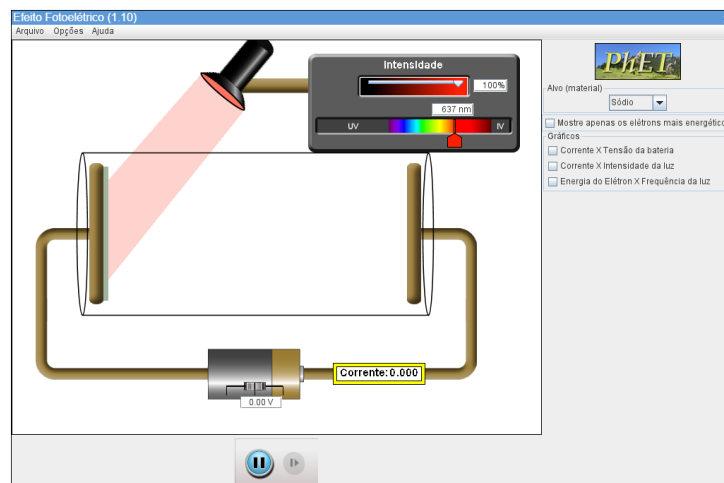 Efeito Fotoelétrico (1.10)
Arquivo Opções Ajuda
Intensidade
100%
637 nm
UV
IV
PhET
Alvo (material)
Sódio
Mostre apenas os elétrons mais energético
Gráficos
Corrente X Tensão da bateria
Corrente X Intensidade da luz
Energia do Elétron X Frequência da luz
Corrente:0.000
0.00 V